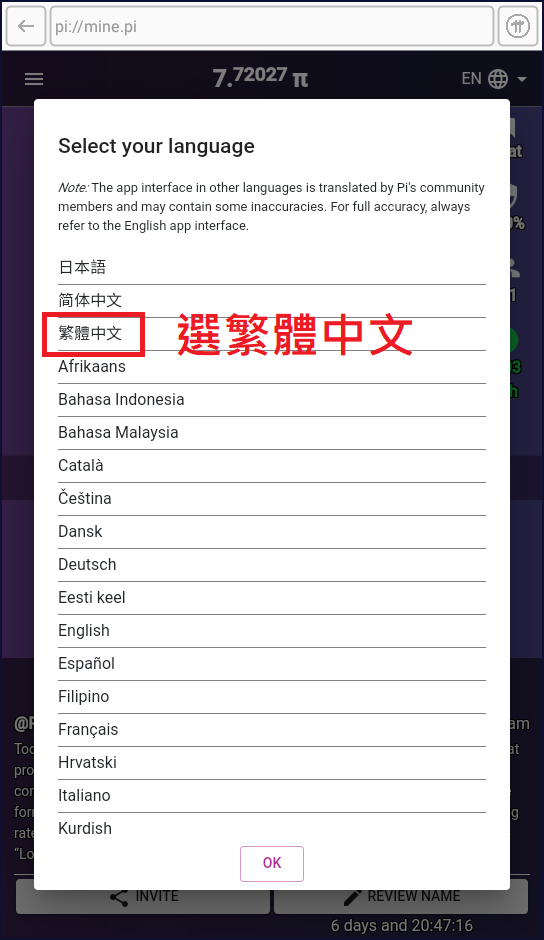 pi://mine.pi
7.72027 π
EN
at
0%
Select your language
Note: The app interface in other languages is translated by Pi's community
members and may contain some inaccuracies. For full accuracy, always
refer to the English app interface.
日本語
简体中文
繁體中文
選繁體中文
Afrikaans
Bahasa Indonesia
Bahasa Malaysia
Català
Čeština
Dansk
Deutsch
Eesti keel
English
Español
Filipino
Français
Hrvatski
Italiano
Kurdish
OK
INVITE
REVIEW NAME
6 days and 20:47:16